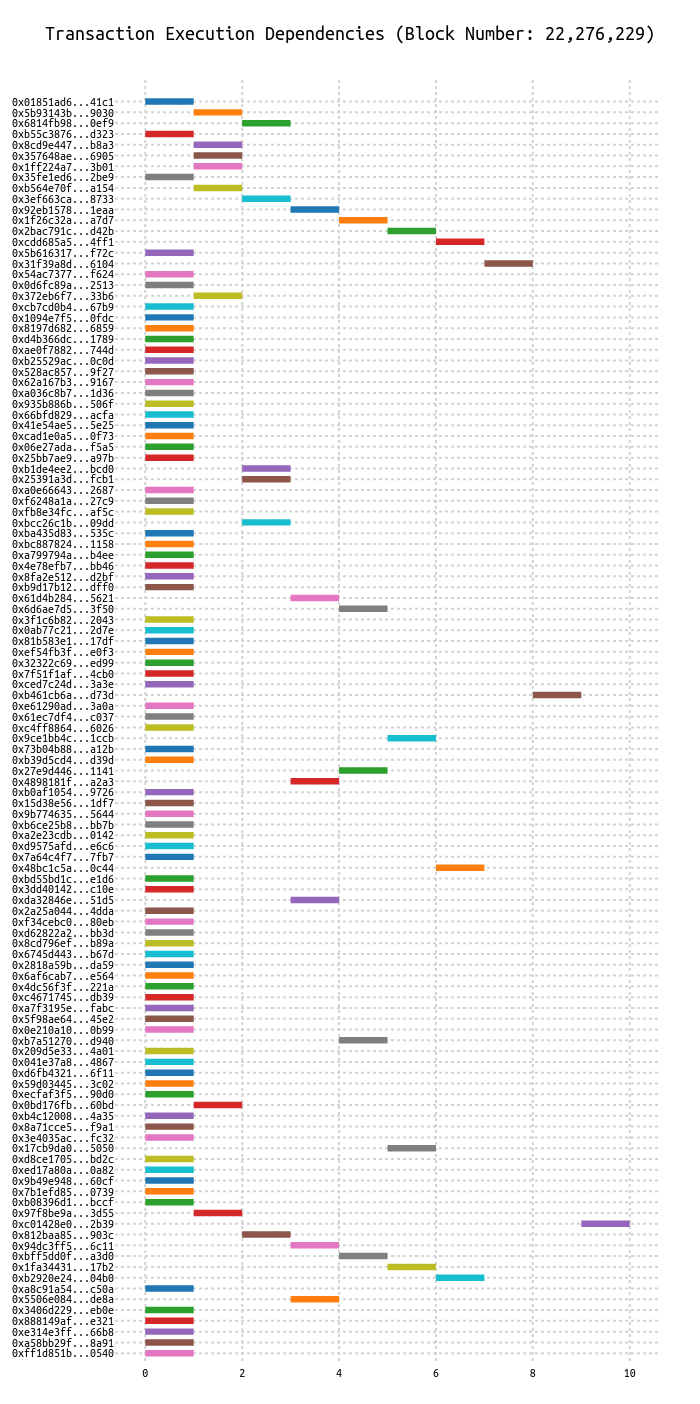 Transaction Execution Dependencies (Block Number: 22,276,229)
0x01851ad6...41c1
0x5b93143b...9030
0x6814fb98...0ef9
0xb55c3876...d323
0x8cd9e447...b8a3
0x357648ae...6905
0x1ff224a7...3b01
0x35fe1ed6...2be9
0xb564e70f...a154
0x3ef663ca...8733
0x92eb1578...1eaa
0x1f26c32a...a7d7
0x2bac791c...d42b
0xcdd685a5...4ff1
0x5b616317...f72c
0x31f39a8d...6104
0x54ac7377...f624
0x0d6fc89a...2513
0x372eb6f7...33b6
0xcb7cd0b4...67b9
0x1094e7f5...0fdc
0x8197d682...6859
0xd4b366dc...1789
0xae0f7882...744d
0xb25529ac...0c0d
0x528ac857...9f27
0x62a167b3...9167
0xa036c8b7...1d36
0x935b886b...506f
0x66bfd829...acfa
0x41e54ae5...5e25
0xcad1e0a5...0f73
0x06e27ada...f5a5
0x25bb7ae9...a97b
0xb1de4ee2...bcd0
0x25391a3d...fcb1
0xa0e66643...2687
0xf6248a1a...27c9
0xfb8e34fc...af5c
0xbcc26c1b...09dd
0xba435d83...535c
0xbc887824...1158
0xa799794a...b4ee
0x4e78efb7...bb46
0x8fa2e512...d2bf
0xb9d17b12...dff0
0x61d4b284...5621
0x6d6ae7d5...3f50
0x3f1c6b82...2043
0x0ab77c21...2d7e
0x81b583e1...17df
0xef54fb3f...e0f3
0x32322c69...ed99
0x7f51f1af...4cb0
0xced7c24d...3a3e
0xb461cb6a...d73d
0xe61290ad...3a0a
0x61ec7df4...c037
0xc4ff8864...6026
0x9ce1bb4c...1ccb
0x73b04b88...a12b
0xb39d5cd4...d39d
0x27e9d446...1141
0x4898181f...a2a3
0xb0af1054...9726
0x15d38e56...1df7
0x9b774635...5644
0xb6ce25b8...bb7b
0xa2e23cdb...0142
0xd9575afd...e6c6
0x7a64c4f7...7fb7
0x48bc1c5a...0c44
0xbd55bd1c...e1d6
0x3dd40142...c10e
0xda32846e...51d5
0x2a25a044...4dda
0xf34cebc0...80eb
0xd62822a2...bb3d
0x8cd796ef...b89a
0x6745d443...b67d
0x2818a59b...da59
0x6af6cab7...e564
0x4dc56f3f...221a
0xc4671745...db39
0xa7f3195e...fabc
0x5f98ae64...45e2
0x0e210a10...0b99
0xb7a51270...d940
0x209d5e33...4a01
0x041e37a8...4867
0xd6fb4321...6f11
0x59d03445...3c02
0xecfaf3f5...90d0
0x0bd176fb...60bd
0xb4c12008...4a35
0x8a71cce5...f9a1
0x3e4035ac...fc32
0x17cb9da0...5050
0xd8ce1705...bd2c
0xed17a80a...0a82
0x9b49e948...60cf
0x7b1efd85...0739
0xb08396d1...bccf
0x97f8be9a...3d55
0xc01428e0...2b39
0x812baa85...903c
0x94dc3ff5...6c11
0xbff5dd0f...a3d0
0x1fa34431...17b2
0xb2920e24...04b0
0xa8c91a54...c50a
0x5506e084...de8a
0x3406d229...eb0e
0x888149af...e321
0xe314e3ff...66b8
0xa58bb29f...8a91
0xff1d851b...0540
0 2 4 6 8 10